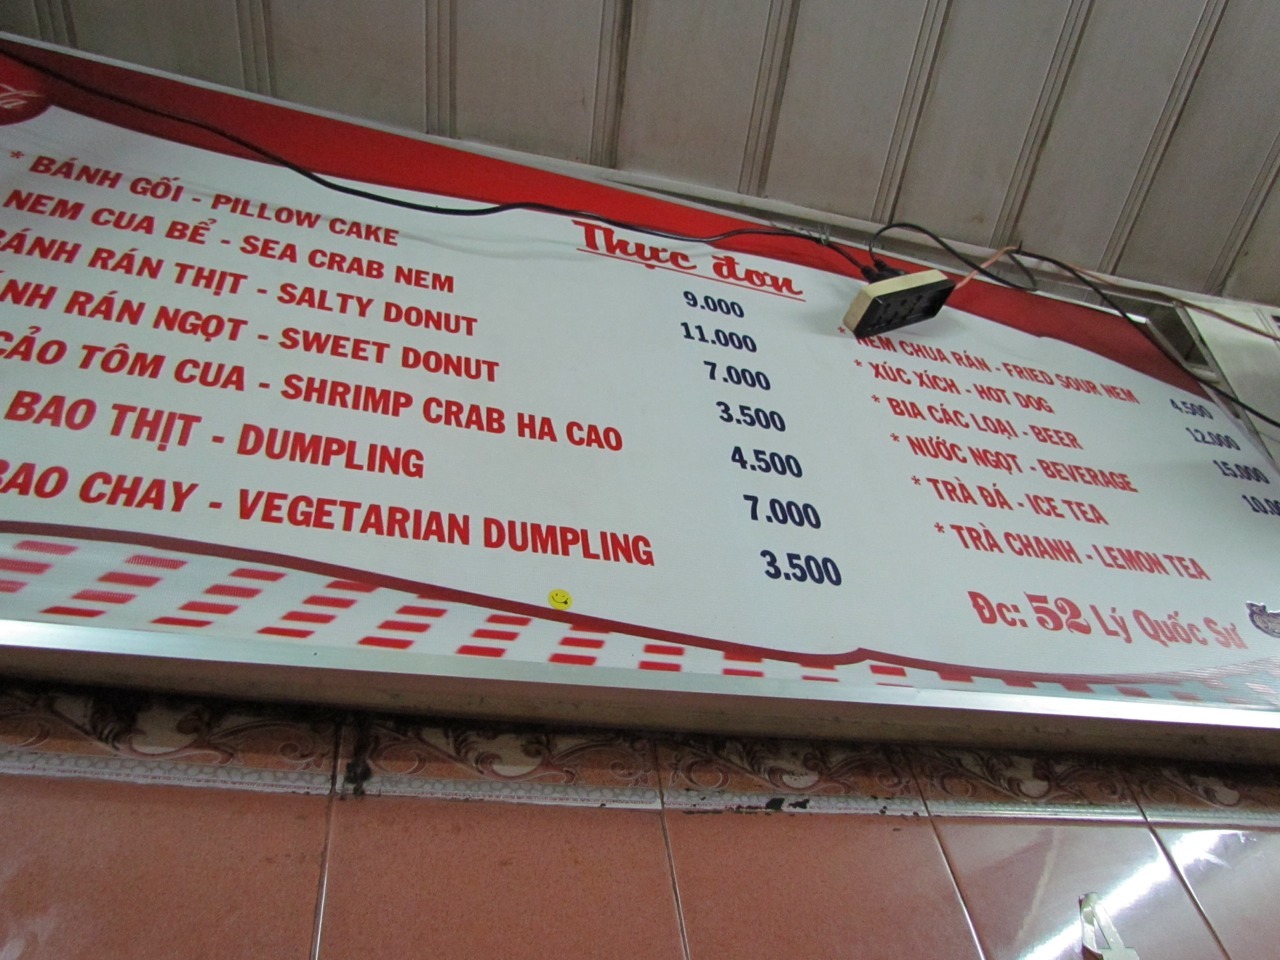 Thực đơn
* BÁNH GỐI - PILLOW CAKE 9.000
NEM CUA BỂ - SEA CRAB NEM 11.000
BÁNH RÁN THỊT - SALTY DONUT 7.000
ÁNH RÁN NGỌT - SWEET DONUT 3.500
CẢO TÔM CUA - SHRIMP CRAB HA CAO 4.500
BAO THỊT - DUMPLING 7.000
BAO CHAY - VEGETARIAN DUMPLING 3.500
* NEM CHUA RÁN - FRIED SOUR NEM 4.500
* XÚC XÍCH - HOT DOG 12.000
* BIA CÁC LOẠI - BEER 15.000
* NƯỚC NGỌT - BEVERAGE 10.0
* TRÀ ĐÁ - ICE TEA
* TRÀ CHANH - LEMON TEA
Đc: 52 Lý Quốc Sư